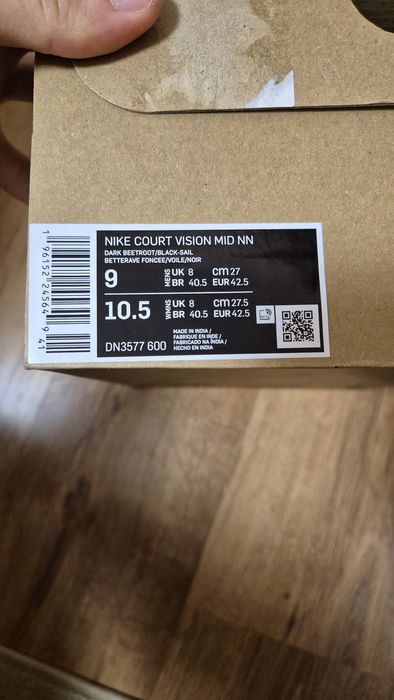 NIKE COURT VISION MID NN
DARK BEETROOT/BLACK-SAIL
BETTERAVE FONCEE/VOILE/NOIR
9 MENS UK 8 CM 27
BR 40.5 EUR 42.5
10.5 WMNS UK 8 CM 27.5
BR 40.5 EUR 42.5
MADE IN INDIA/
FABRIQUE EN INDE/
FABRICADO NA ÍNDIA/
HECHO EN INDIA
DN3577 600
1 96152 24564 9 41